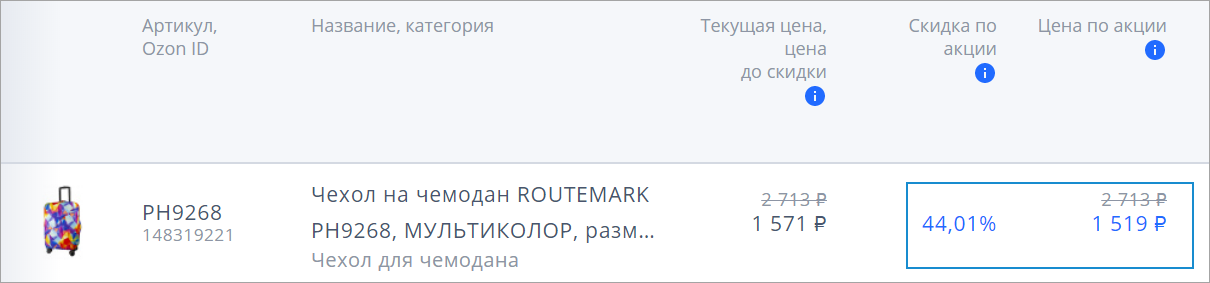 Артикул,
Ozon ID
Название, категория
Текущая цена,
цена
до скидки
Скидка по
акции
Цена по акции
PH9268
148319221
Чехол на чемодан ROUTEMARK
PH9268, МУЛЬТИКОЛОР, разм...
Чехол для чемодана
2 713 ₽
1 571 ₽
44,01%
2 713 ₽
1 519 ₽